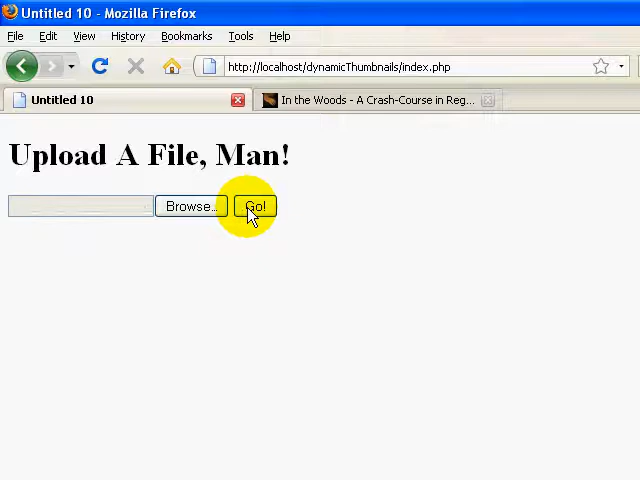 Untitled 10 - Mozilla Firefox
File Edit View History Bookmarks Tools Help
http://localhost/dynamicThumbnails/index.php
Untitled 10 In the Woods - A Crash-Course in Reg...
Upload A File, Man!
Browse... Go!